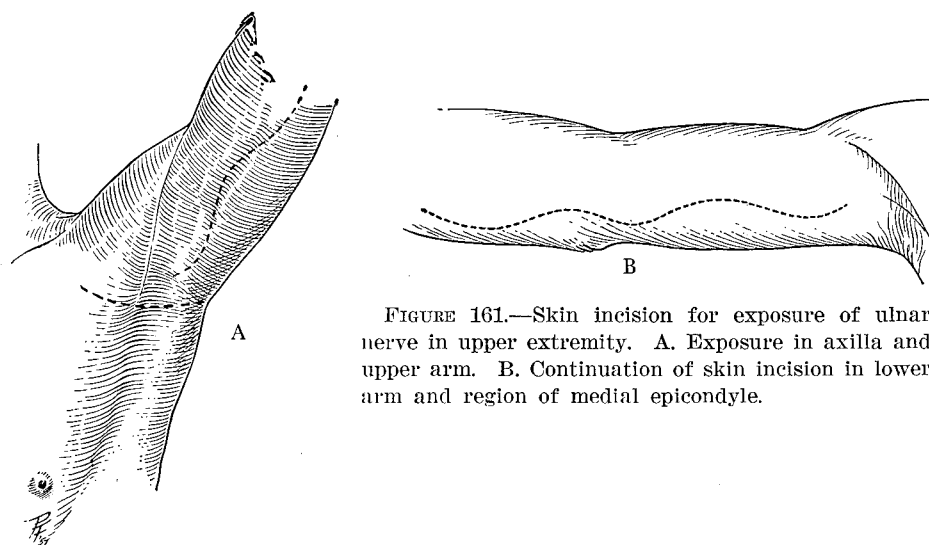 A
B
FIGURE 161.—Skin incision for exposure of ulnar
nerve in upper extremity. A. Exposure in axilla and
upper arm. B. Continuation of skin incision in lower
arm and region of medial epicondyle.